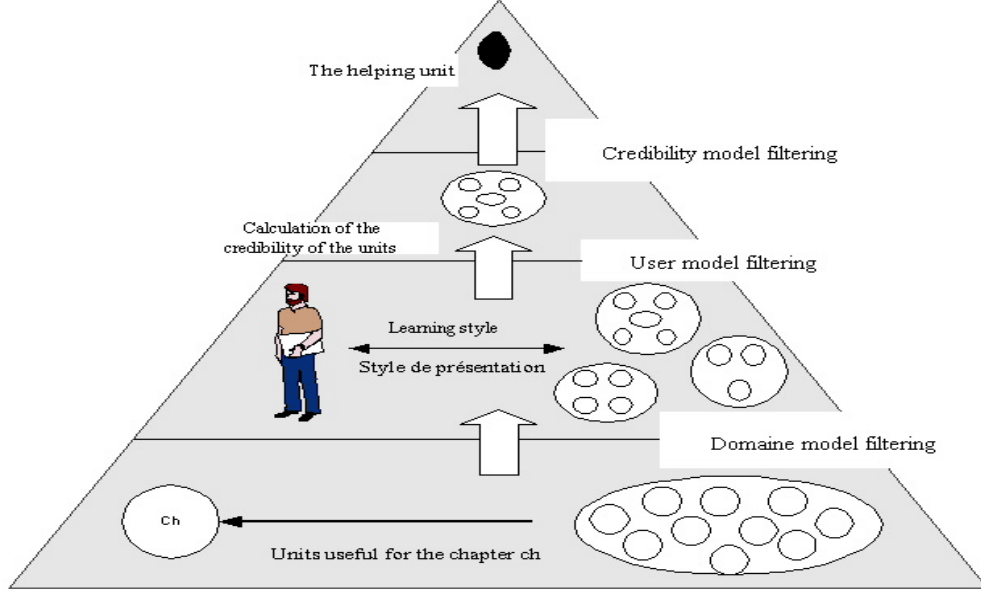 The helping unit
Credibility model filtering
Calculation of the
credibility of the units
User model filtering
Learning style
Style de présentation
Domaine model filtering
Ch
Units useful for the chapter ch